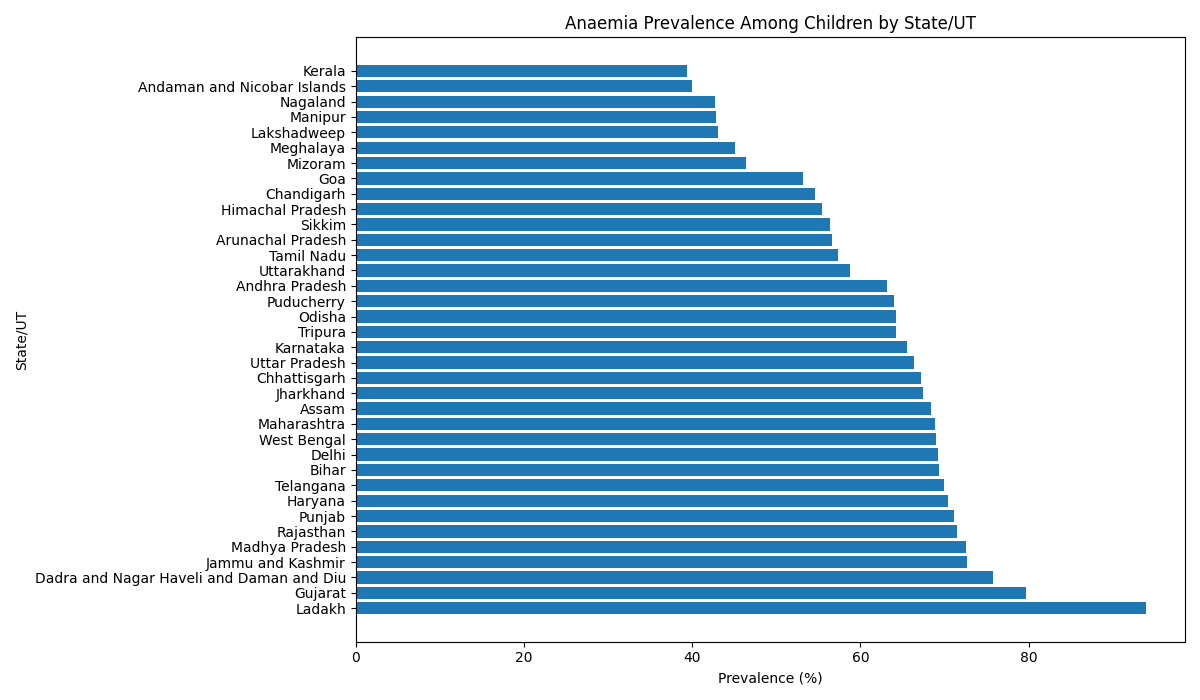 Anaemia Prevalence Among Children by State/UT
State/UT
Kerala
Andaman and Nicobar Islands
Nagaland
Manipur
Lakshadweep
Meghalaya
Mizoram
Goa
Chandigarh
Himachal Pradesh
Sikkim
Arunachal Pradesh
Tamil Nadu
Uttarakhand
Andhra Pradesh
Puducherry
Odisha
Tripura
Karnataka
Uttar Pradesh
Chhattisgarh
Jharkhand
Assam
Maharashtra
West Bengal
Delhi
Bihar
Telangana
Haryana
Punjab
Rajasthan
Madhya Pradesh
Jammu and Kashmir
Dadra and Nagar Haveli and Daman and Diu
Gujarat
Ladakh
0 20 40 60 80
Prevalence (%)